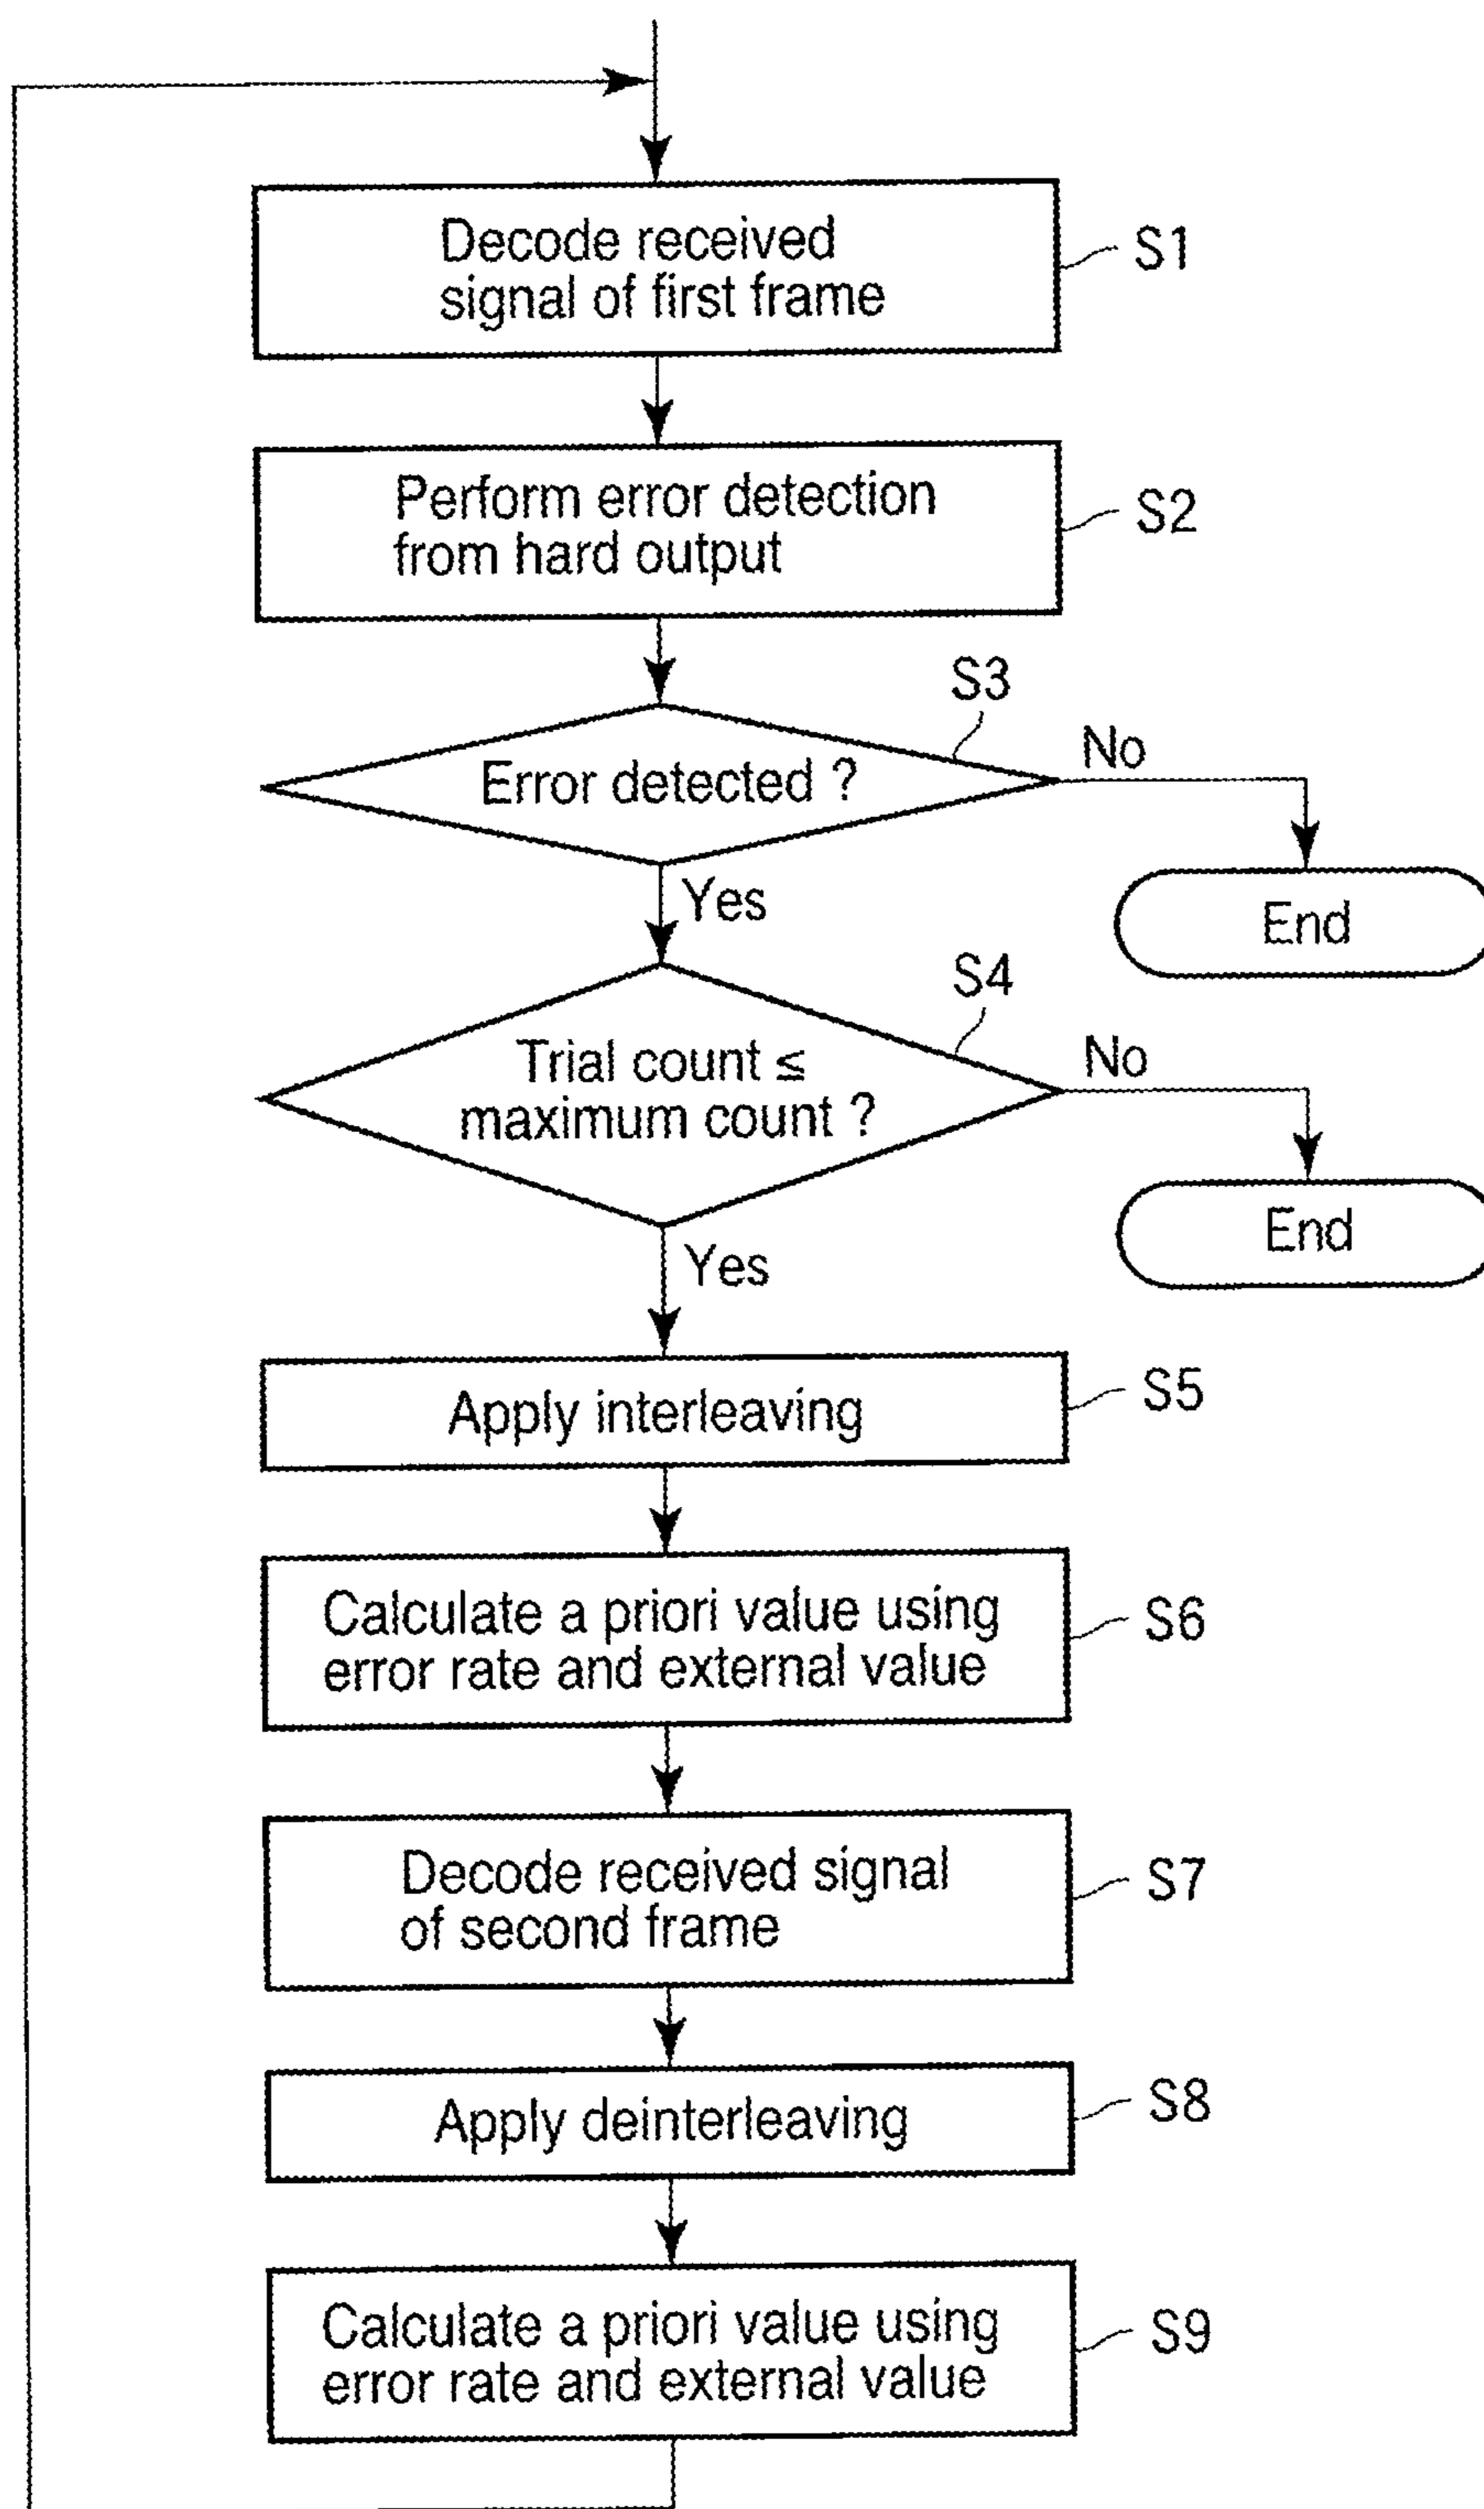 Decode received
signal of first frame
S1
Perform error detection
from hard output
S2
S3
Error detected ?
No
End
Yes
S4
Trial count ≦
maximum count ?
No
End
Yes
Apply interleaving
S5
Calculate a priori value using
error rate and external value
S6
Decode received signal
of second frame
S7
Apply deinterleaving
S8
Calculate a priori value using
error rate and external value
S9